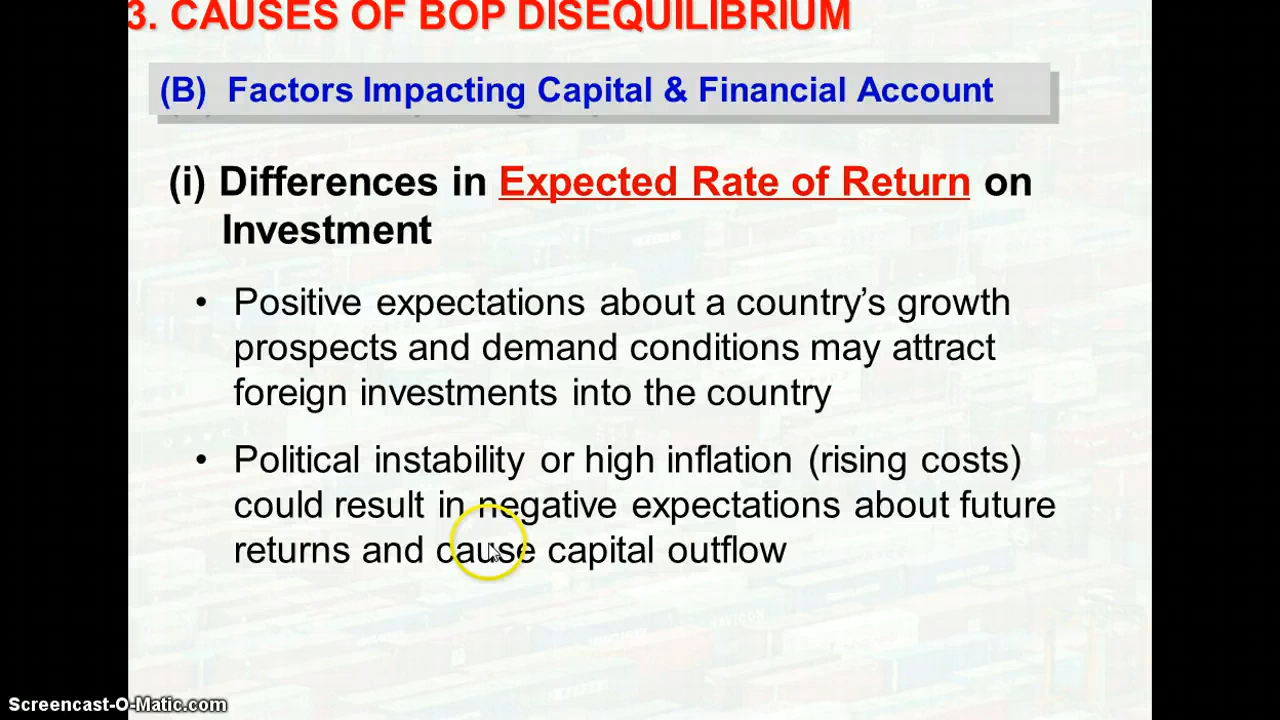 3. CAUSES OF BOP DISEQUILIBRIUM
(B) Factors Impacting Capital & Financial Account
(i) Differences in Expected Rate of Return on
Investment
• Positive expectations about a country’s growth
prospects and demand conditions may attract
foreign investments into the country
• Political instability or high inflation (rising costs)
could result in negative expectations about future
returns and cause capital outflow
Screencast-O-Matic.com